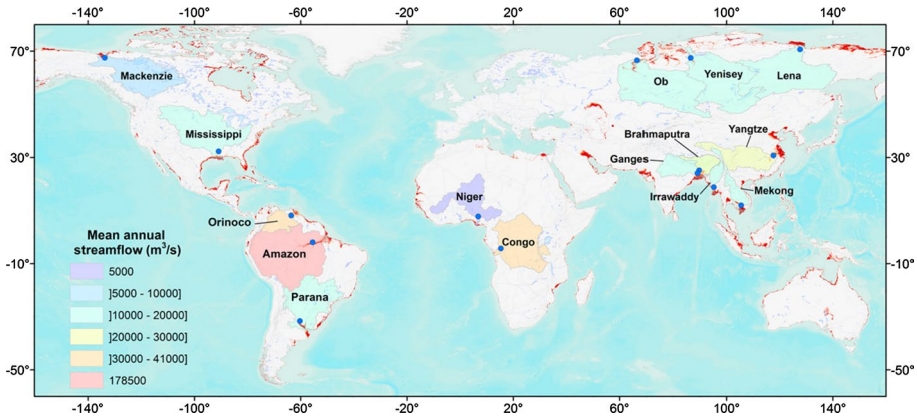 -140° -100° -60° -20° 20° 60° 100° 140°
70° 70°
Mackenzie
Ob
Yenisey
Lena
Mississippi
Brahmaputra
Yangtze
30° 30°
Ganges
Irrawaddy
Mekong
Niger
Orinoco
Congo
Amazon
-10° -10°
Parana
Mean annual
streamflow (m³/s)
5000
]5000 - 10000]
]10000 - 20000]
]20000 - 30000]
]30000 - 41000]
178500
-50° -50°
-140° -100° -60° -20° 20° 60° 100° 140°